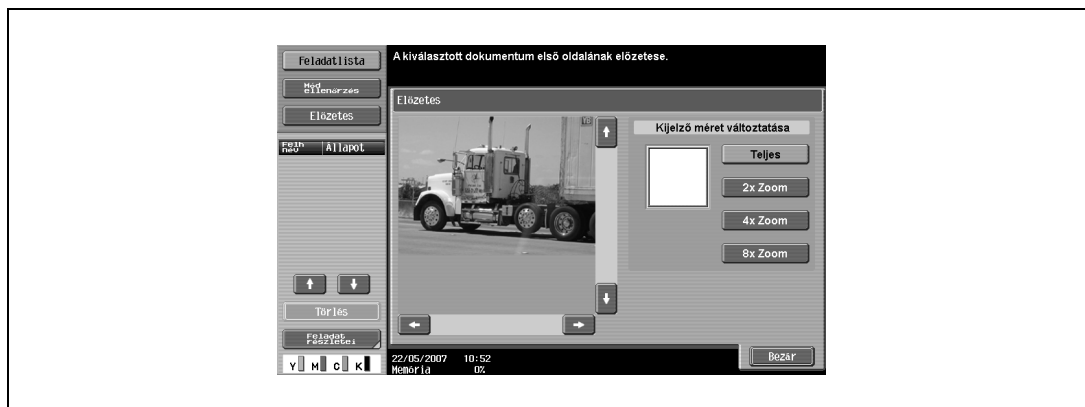 Feladatlista
Mód
ellenőrzés
Előzetes
Felh
név
Állapot
Törlés
Feladat
részletei
Y M C K
A kiválasztott dokumentum első oldalának előzetese.
Előzetes
Kijelző méret változtatása
Teljes
2x Zoom
4x Zoom
8x Zoom
22/05/2007 10:52
Memória 0%
Bezár